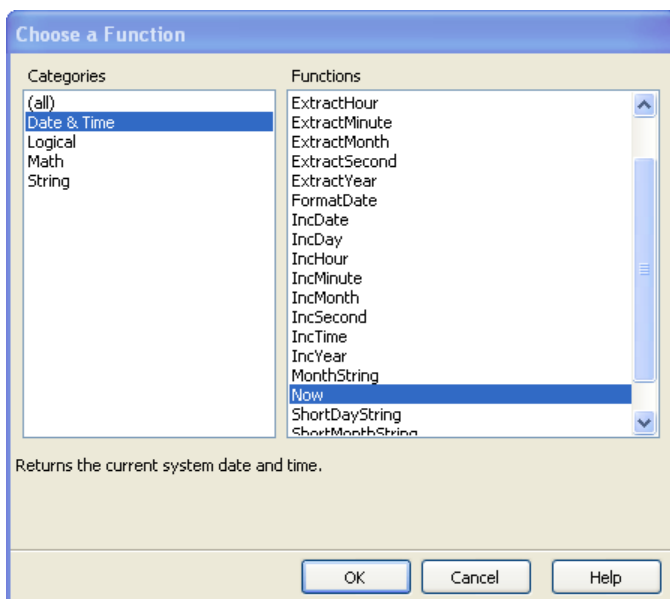 Choose a Function
Categories
(all)
Date & Time
Logical
Math
String
Functions
ExtractHour
ExtractMinute
ExtractMonth
ExtractSecond
ExtractYear
FormatDate
IncDate
IncDay
IncHour
IncMinute
IncMonth
IncSecond
IncTime
IncYear
MonthString
Now
ShortDayString
ShortMonthString
Returns the current system date and time.
OK
Cancel
Help